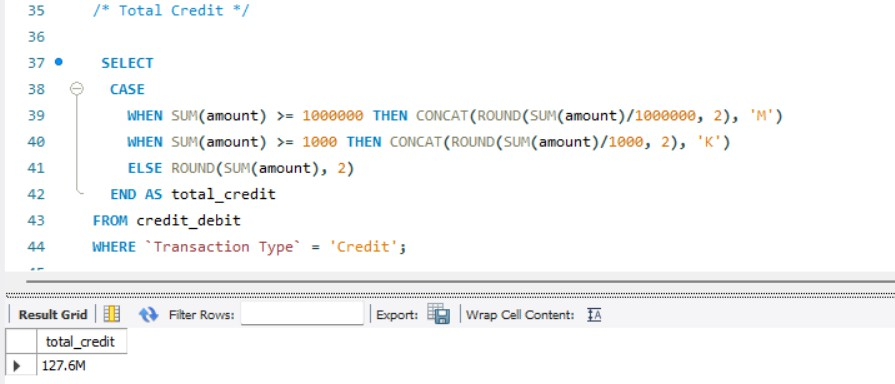 35 /* Total Credit */
36
37 SELECT
38 CASE
39 WHEN SUM(amount) >= 1000000 THEN CONCAT(ROUND(SUM(amount)/1000000, 2), 'M')
40 WHEN SUM(amount) >= 1000 THEN CONCAT(ROUND(SUM(amount)/1000, 2), 'K')
41 ELSE ROUND(SUM(amount), 2)
42 END AS total_credit
43 FROM credit_debit
44 WHERE `Transaction Type` = 'Credit';
Result Grid Filter Rows: Export: Wrap Cell Content:
total_credit
127.6M